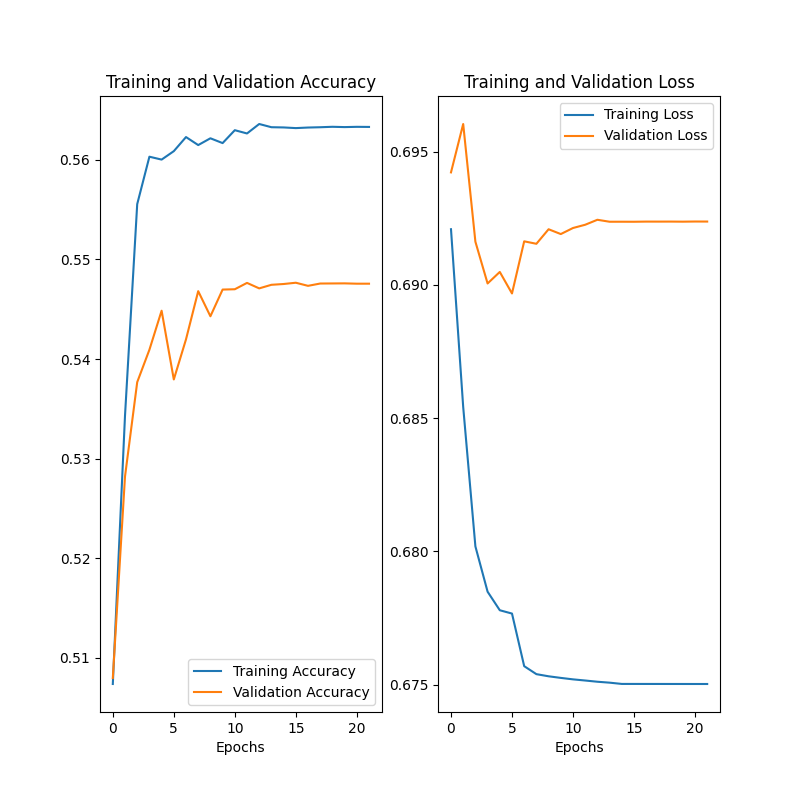 Training and Validation Accuracy
0.56
0.55
0.54
0.53
0.52
0.51
Training Accuracy
Validation Accuracy
0 5 10 15 20
Epochs
Training and Validation Loss
Training Loss
Validation Loss
0.695
0.690
0.685
0.680
0.675
0 5 10 15 20
Epochs